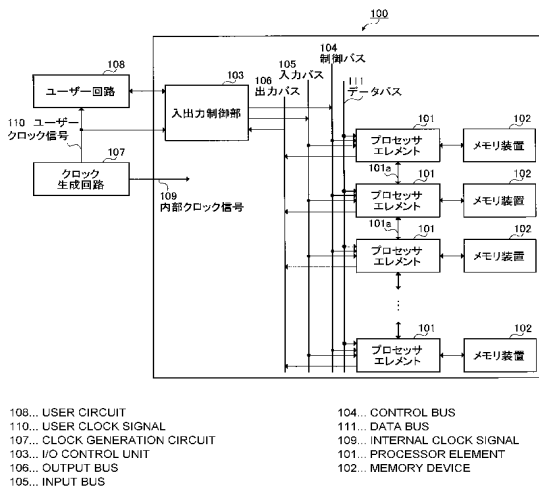 100
108
ユーザー回路
110 ユーザー
クロック信号
107
クロック
生成回路
109
内部クロック信号
103
入出力制御部
104
制御バス
105
入力バス
106
出力バス
111
データバス
101
プロセッサ
エレメント
102
メモリ装置
101a
101
プロセッサ
エレメント
102
メモリ装置
101a
101
プロセッサ
エレメント
102
メモリ装置
101
プロセッサ
エレメント
102
メモリ装置
108... USER CIRCUIT
110... USER CLOCK SIGNAL
107... CLOCK GENERATION CIRCUIT
103... I/O CONTROL UNIT
106... OUTPUT BUS
105... INPUT BUS
104... CONTROL BUS
111... DATA BUS
109... INTERNAL CLOCK SIGNAL
101... PROCESSOR ELEMENT
102... MEMORY DEVICE